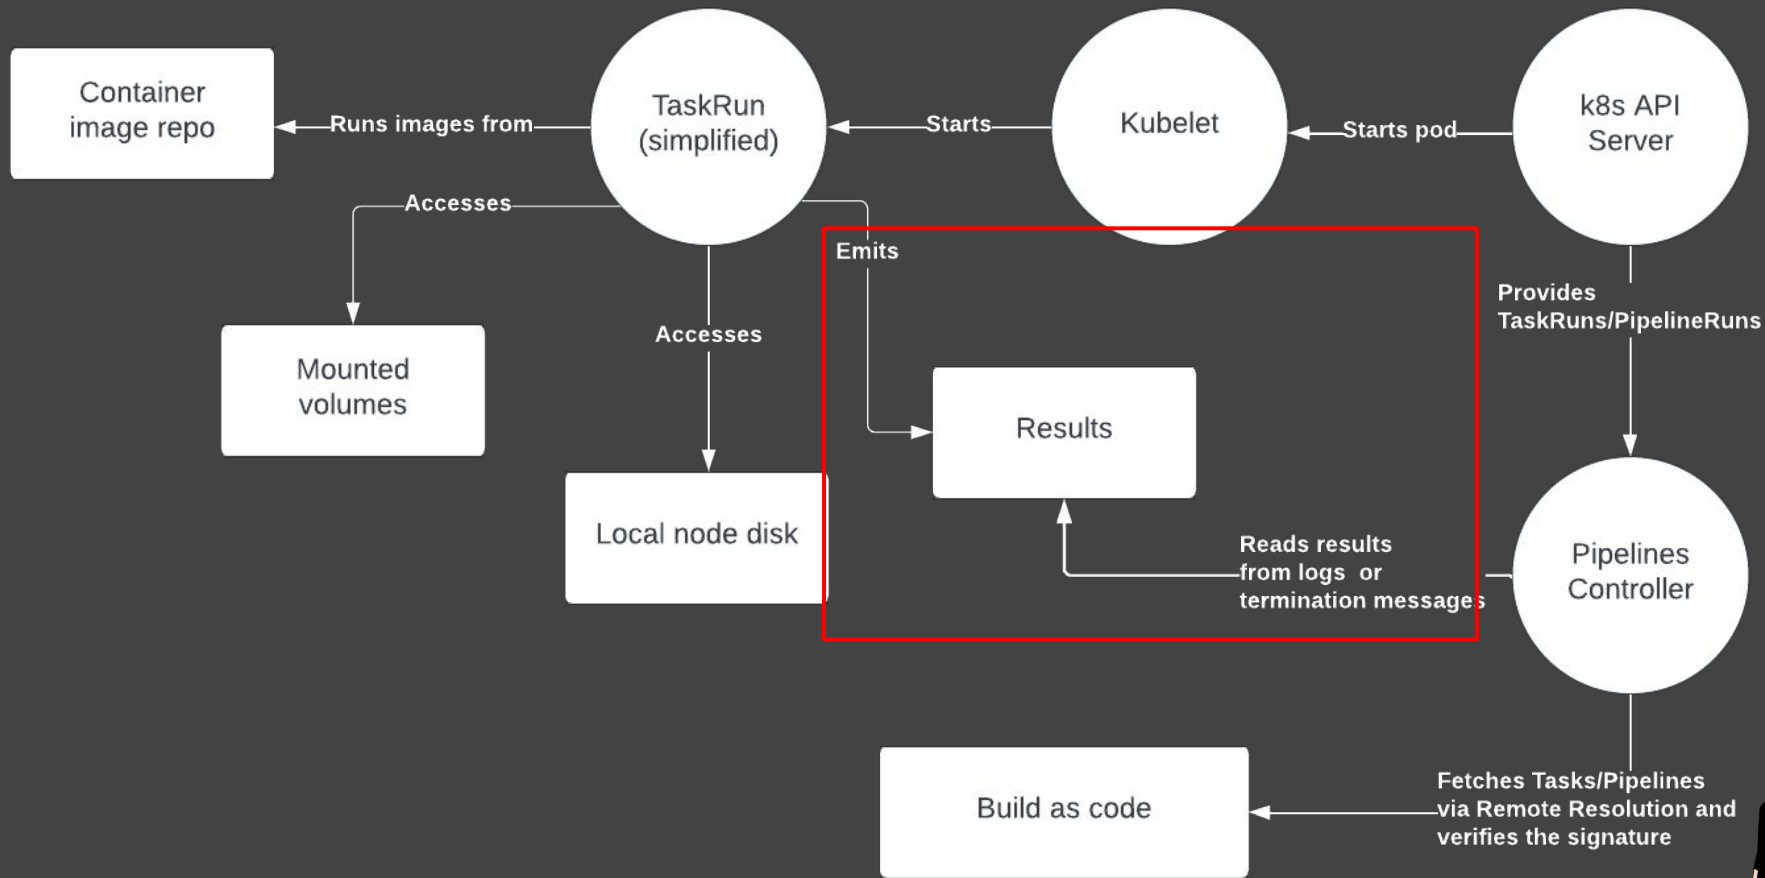 Container
image repo
Runs images from
TaskRun
(simplified)
Starts
Kubelet
Starts pod
k8s API
Server
Accesses
Emits
Accesses
Provides
TaskRuns/PipelineRuns
Mounted
volumes
Results
Local node disk
Reads results
from logs or
termination messages
Pipelines
Controller
Build as code
Fetches Tasks/Pipelines
via Remote Resolution and
verifies the signature